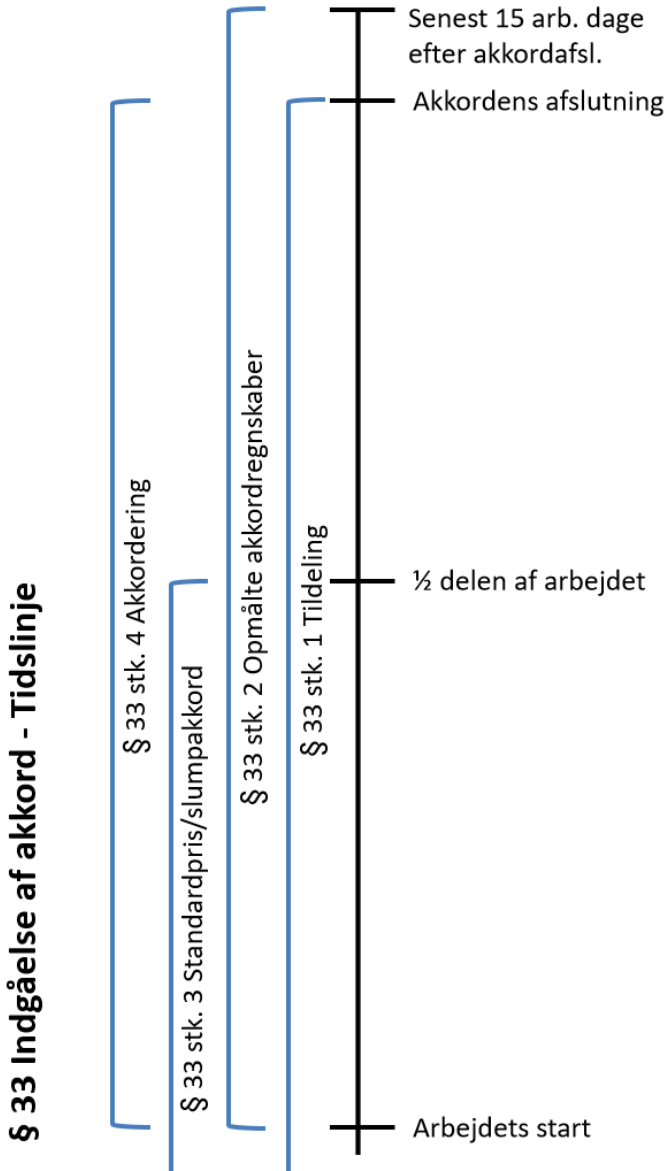 § 33 Indgåelse af akkord - Tidslinje
§ 33 stk. 4 Akkordering
§ 33 stk. 3 Standardpris/slumpakkord
§ 33 stk. 2 Opmålte akkordregnskaber
§ 33 stk. 1 Tildeling
Senest 15 arb. dage
efter akkordafsl.
Akkordens afslutning
½ delen af arbejdet
Arbejdets start